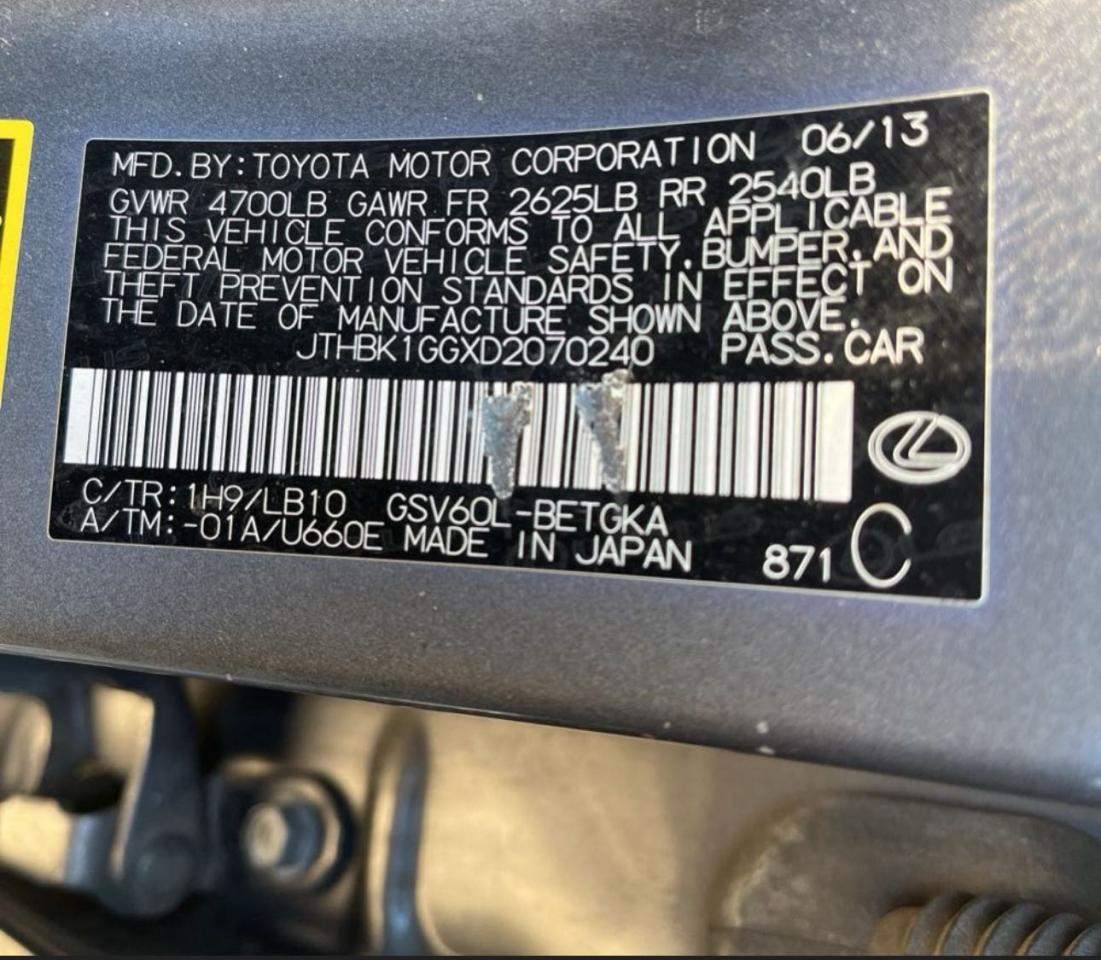 MFD.BY:TOYOTA MOTOR CORPORATION 06/13
GVWR 4700LB GAWR FR 2625LB RR 2540LB
THIS VEHICLE CONFORMS TO ALL APPLICABLE
FEDERAL MOTOR VEHICLE SAFETY,BUMPER,AND
THEFT PREVENTION STANDARDS IN EFFECT ON
THE DATE OF MANUFACTURE SHOWN ABOVE.
JTHBK1GGXD2070240 PASS.CAR
C/TR:1H9/LB10 GSV60L-BETGKA
A/TM:-01A/U660E MADE IN JAPAN 871 C